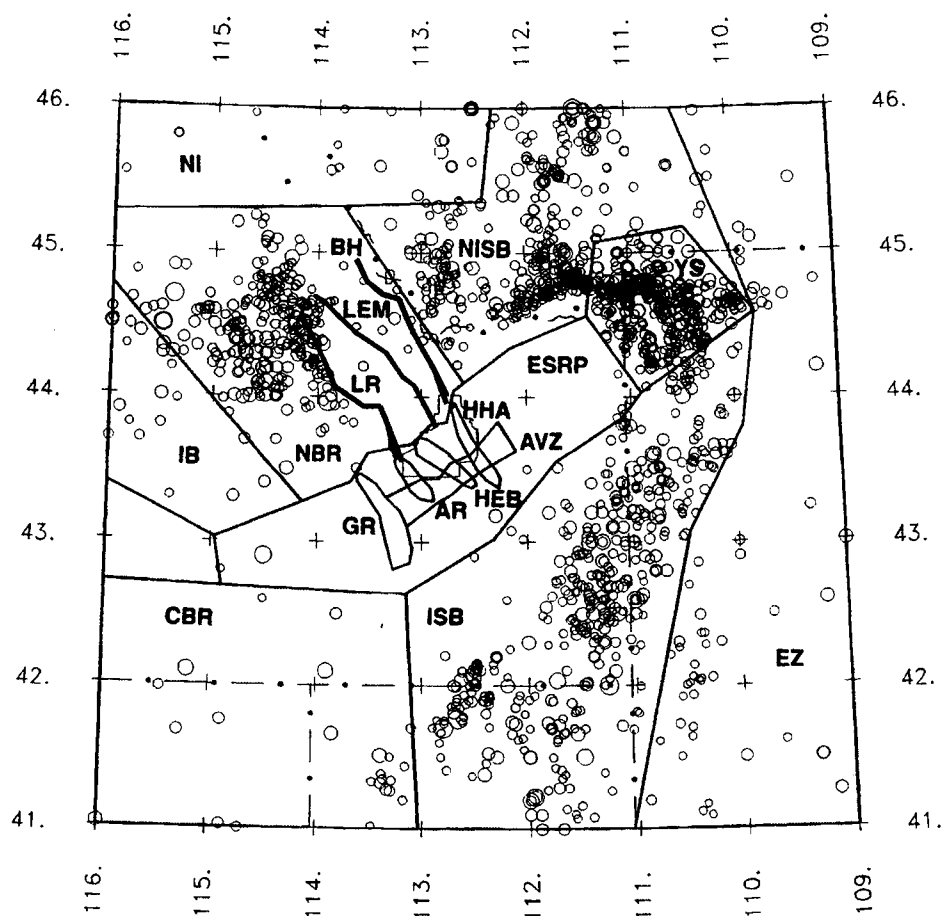 116. 115. 114. 113. 112. 111. 110. 109.
46. 46.
NI
45. BH NISB YS 45.
LEM
ESRP
44. LR 44.
HHA
AVZ
IB NBR
HEB
AR
GR
43. 43.
CBR ISB
EZ
42. 42.
41. 41.
116. 115. 114. 113. 112. 111. 110. 109.